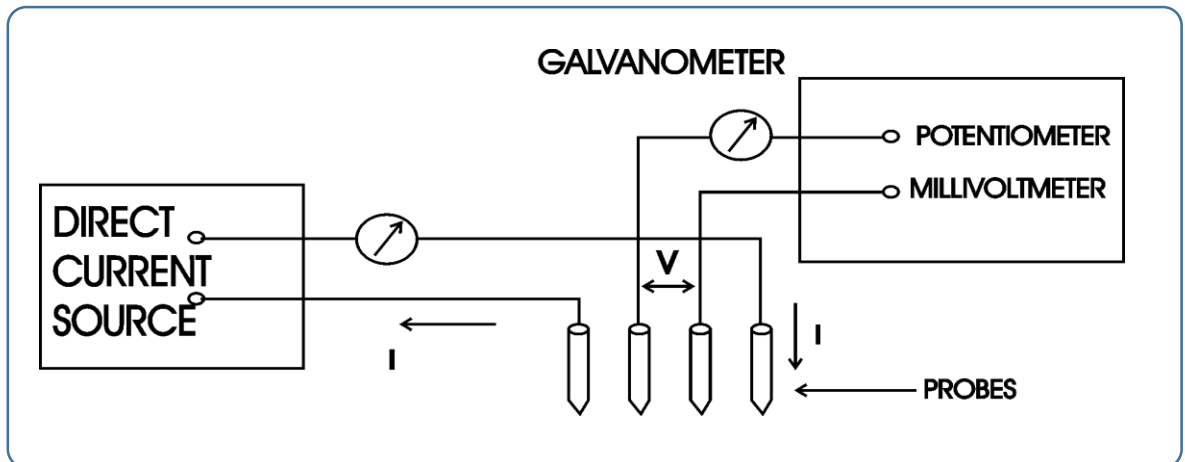 GALVANOMETER
POTENTIOMETER
MILLIVOLTMETER
DIRECT
CURRENT
SOURCE
V
I
I
PROBES